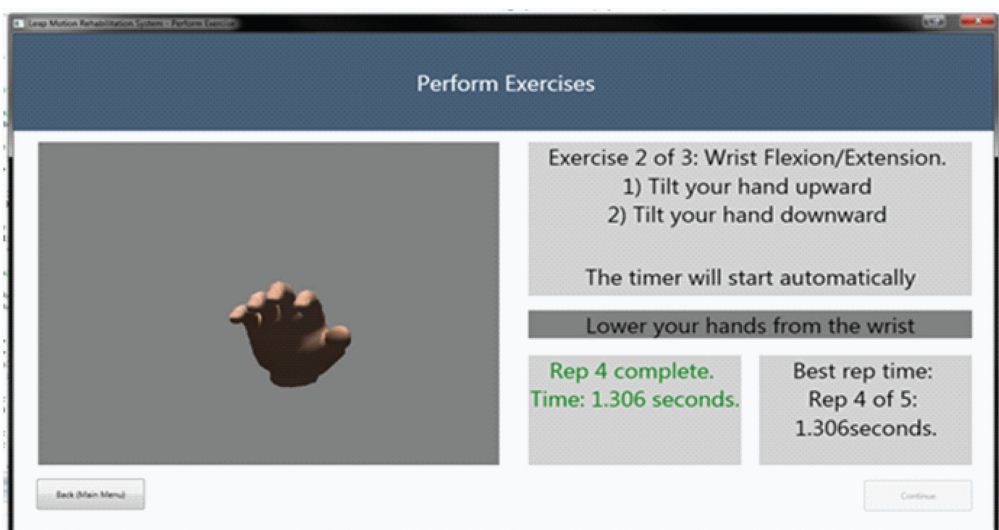 Leap Motion Rehabilitation System - Perform Exercise
Perform Exercises
Exercise 2 of 3: Wrist Flexion/Extension.
1) Tilt your hand upward
2) Tilt your hand downward
The timer will start automatically
Lower your hands from the wrist
Rep 4 complete.
Time: 1.306 seconds.
Best rep time:
Rep 4 of 5:
1.306seconds.
Back (Main Menu)
Continue